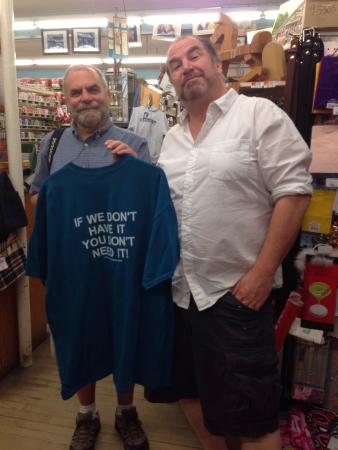 IF WE DON'T
HAVE IT
YOU DON'T
NEED IT!